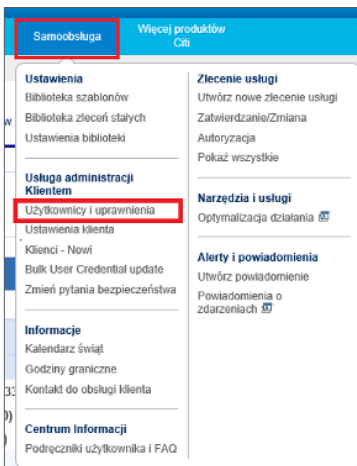 Samoobsługa
Więcej produktów
Citi
Ustawienia
Biblioteka szablonów
Biblioteka zleceń stałych
Ustawienia biblioteki
Usługa administracji
Klientem
Użytkownicy i uprawnienia
Ustawienia klienta
Klienci - Nowi
Bulk User Credential update
Zmień pytania bezpieczeństwa
Informacje
Kalendarz świąt
Godziny graniczne
Kontakt do obsługi klienta
Centrum Informacji
Podręczniki użytkownika i FAQ
Zlecenie usługi
Utwórz nowe zlecenie usługi
Zatwierdzanie/Zmiana
Autoryzacja
Pokaż wszystkie
Narzędzia i usługi
Optymalizacja działania
Alerty i powiadomienia
Utwórz powiadomienie
Powiadomienia o
zdarzeniach